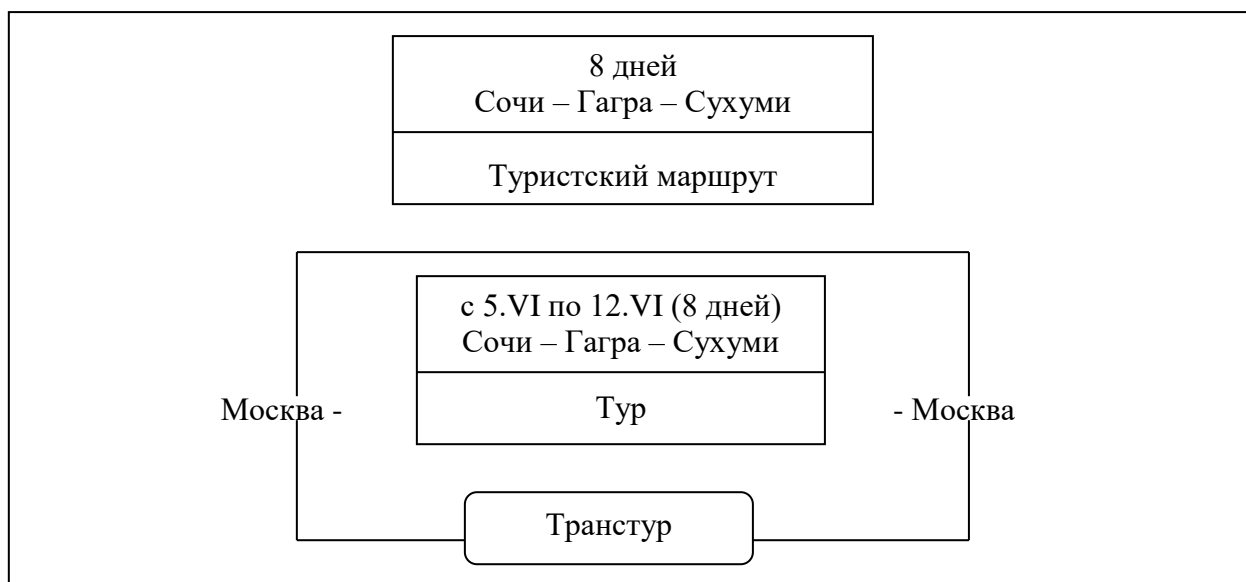 8 дней
Сочи – Гагра – Сухуми
Туристский маршрут
с 5.VI по 12.VI (8 дней)
Сочи – Гагра – Сухуми
Москва -
Тур
- Москва
Транстур